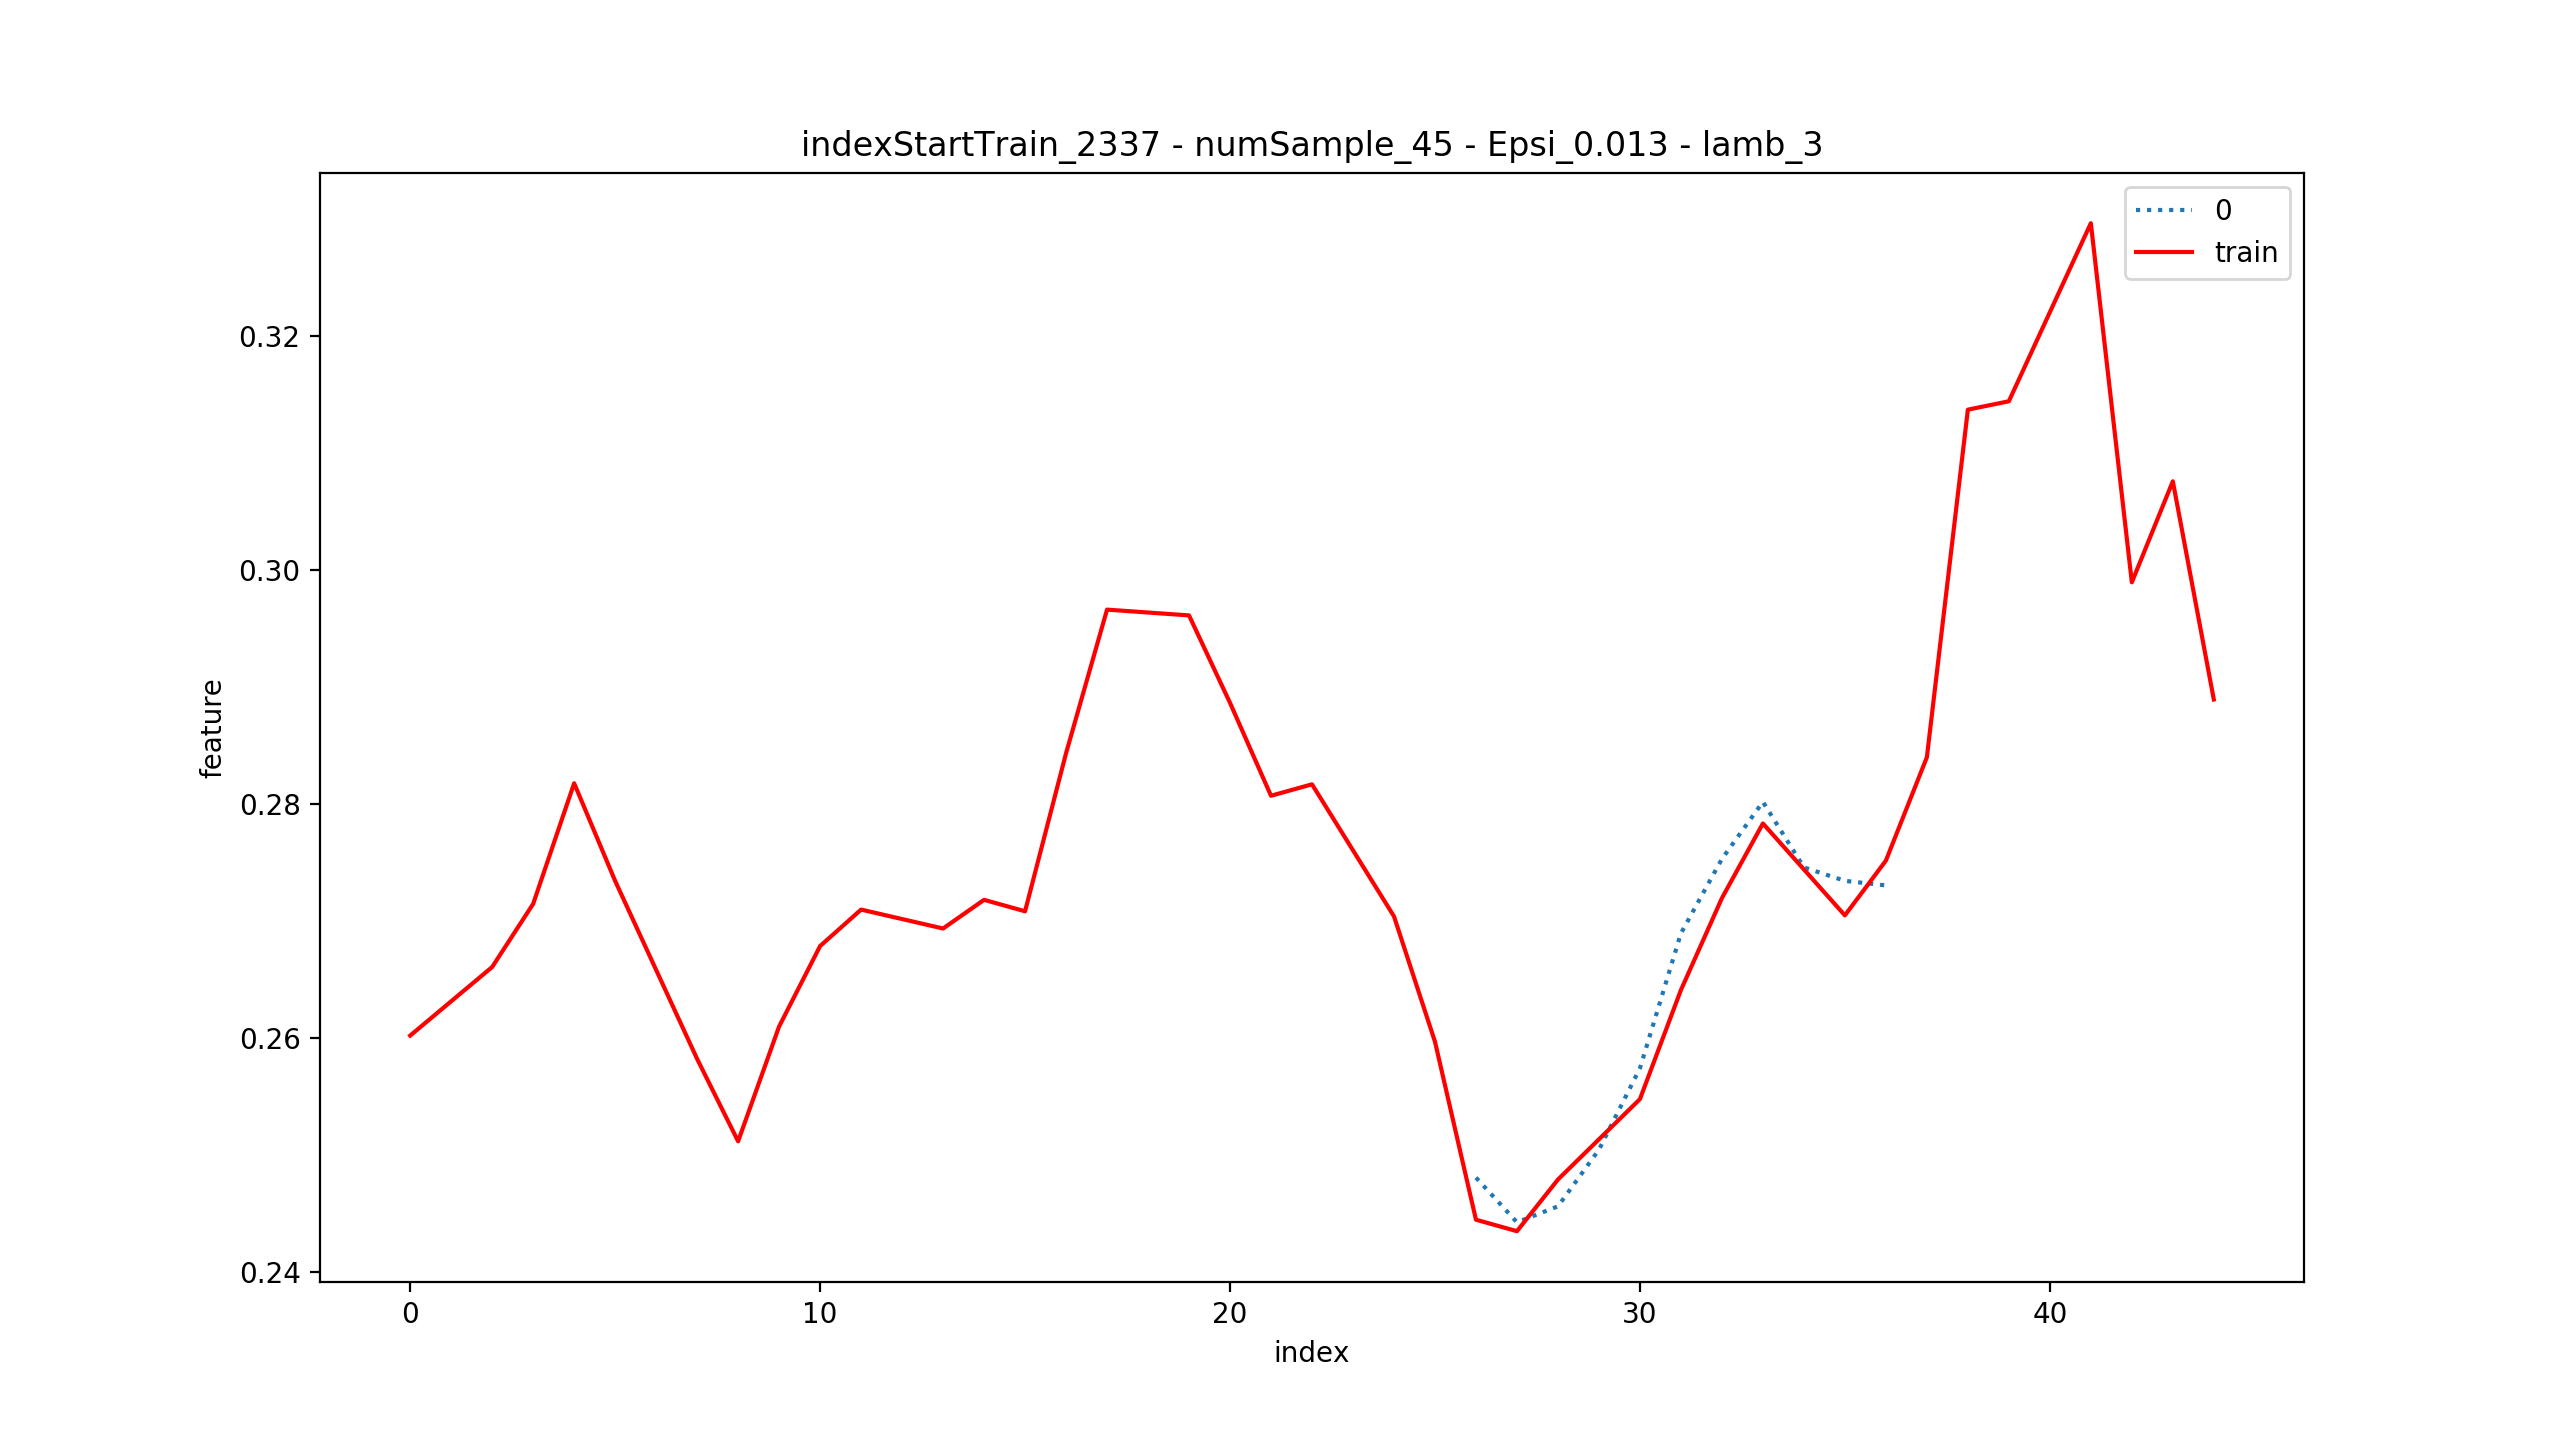 indexStartTrain_2337 - numSample_45 - Epsi_0.013 - lamb_3
0
train
0.32
0.30
0.28
0.26
0.24
feature
0 10 20 30 40
index